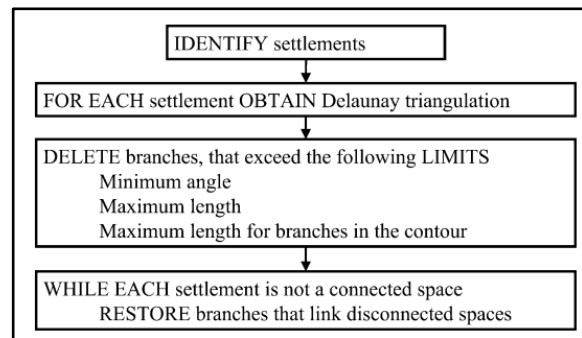 IDENTIFY settlements
FOR EACH settlement OBTAIN Delaunay triangulation
DELETE branches, that exceed the following LIMITS
Minimum angle
Maximum length
Maximum length for branches in the contour
WHILE EACH settlement is not a connected space
RESTORE branches that link disconnected spaces